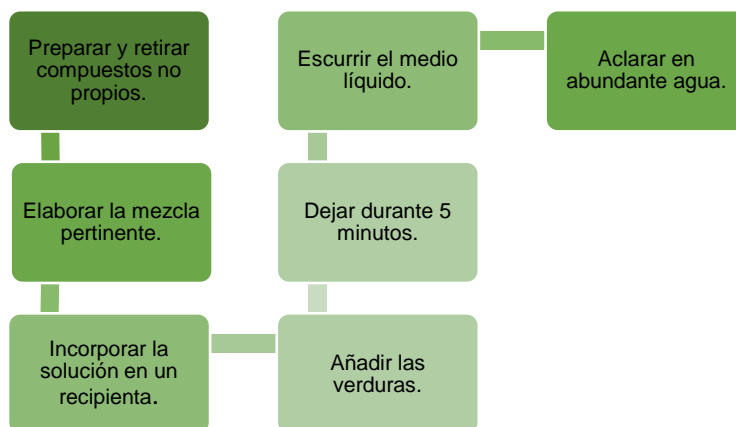 Preparar y retirar
compuestos no
propios.
Elaborar la mezcla
pertinente.
Incorporar la
solución en un
recipienta.
Añadir las
verduras.
Dejar durante 5
minutos.
Escurrir el medio
líquido.
Aclarar en
abundante agua.